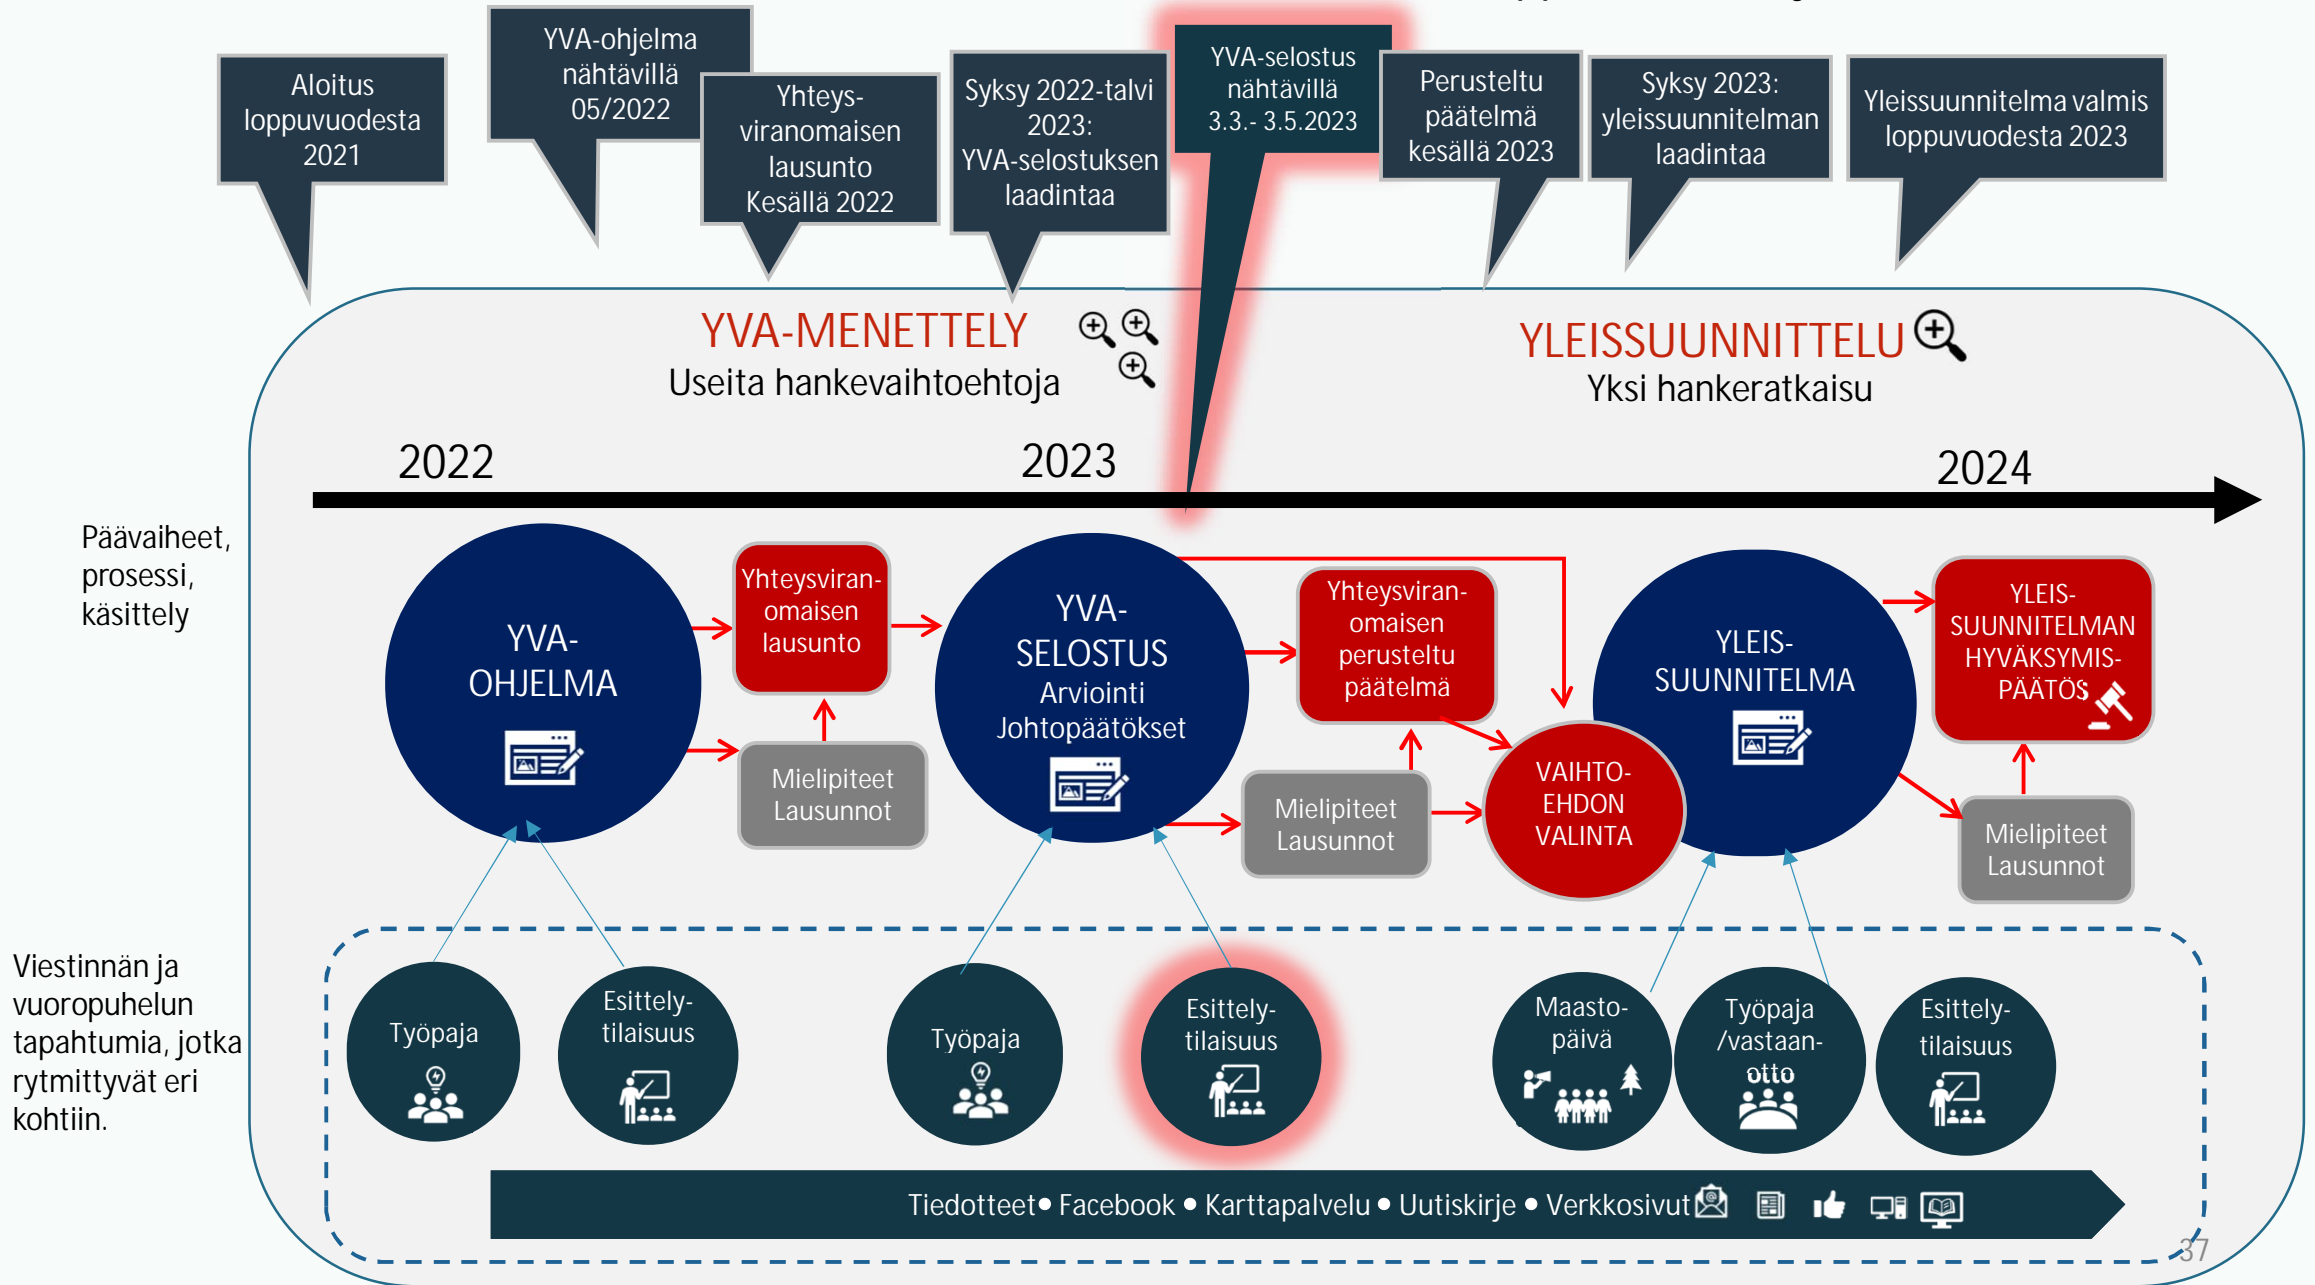 Aloitus
loppuvuodesta
2021
YVA-ohjelma
nähtävillä
05/2022
Yhteys-
viranomaisen
lausunto
Kesällä 2022
Syksy 2022-talvi
2023:
YVA-selostuksen
laadintaa
YVA-selostus
nähtävillä
3.3.- 3.5.2023
Perusteltu
päätelmä
kesällä 2023
Syksy 2023:
yleissuunnitelman
laadintaa
Yleissuunnitelma valmis
loppuvuodesta 2023
YVA-MENETTELY
Useita hankevaihtoehtoja
YLEISSUUNNITTELU
Yksi hankeratkaisu
2022
2023
2024
Päävaiheet,
prosessi,
käsittely
YVA-
OHJELMA
Yhteysviran-
omaisen
lausunto
Mielipiteet
Lausunnot
YVA-
SELOSTUS
Arviointi
Johtopäätökset
Yhteysviran-
omaisen
perusteltu
päätelmä
Mielipiteet
Lausunnot
VAIHTO-
EHDON
VALINTA
YLEIS-
SUUNNITELMA
YLEIS-
SUUNNITELMAN
HYVÄKSYMIS-
PÄÄTÖS
Mielipiteet
Lausunnot
Viestinnän ja
vuoropuhelun
tapahtumia, jotka
rytmittyvät eri
kohtiin.
Työpaja
Esittely-
tilaisuus
Työpaja
Esittely-
tilaisuus
Maasto-
päivä
Työpaja
/vastaan-
otto
Esittely-
tilaisuus
Tiedotteet• Facebook • Karttapalvelu • Uutiskirje • Verkkosivut
37